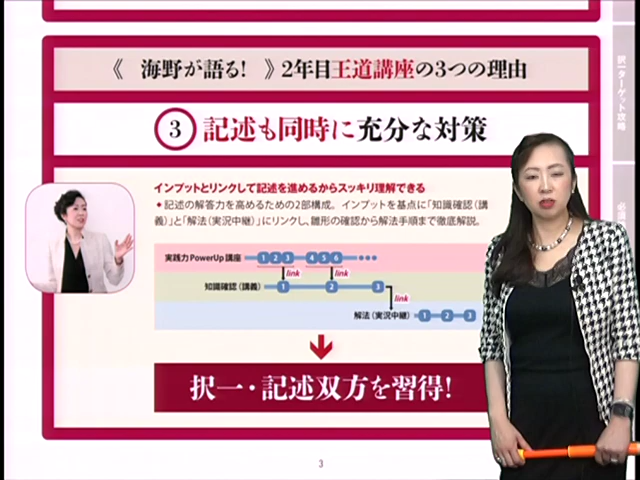 《 海野が語る! 》2年目王道講座の3つの理由
3 記述も同時に充分な対策
インプットとリンクして記述を進めるからスッキリ理解できる
◆記述の解答力を高めるための2部構成。インプットを基点に「知識確認（講
義）」と「解法（実況中継）」にリンクし、雛形の確認から解法手順まで徹底解説。
実践力PowerUp講座 1 2 3 4 5 6
link link
知識確認（講義） 1 2 3
link
解法（実況中継） 1 2 3
択一・記述双方を習得!
3
択一ターゲット攻略